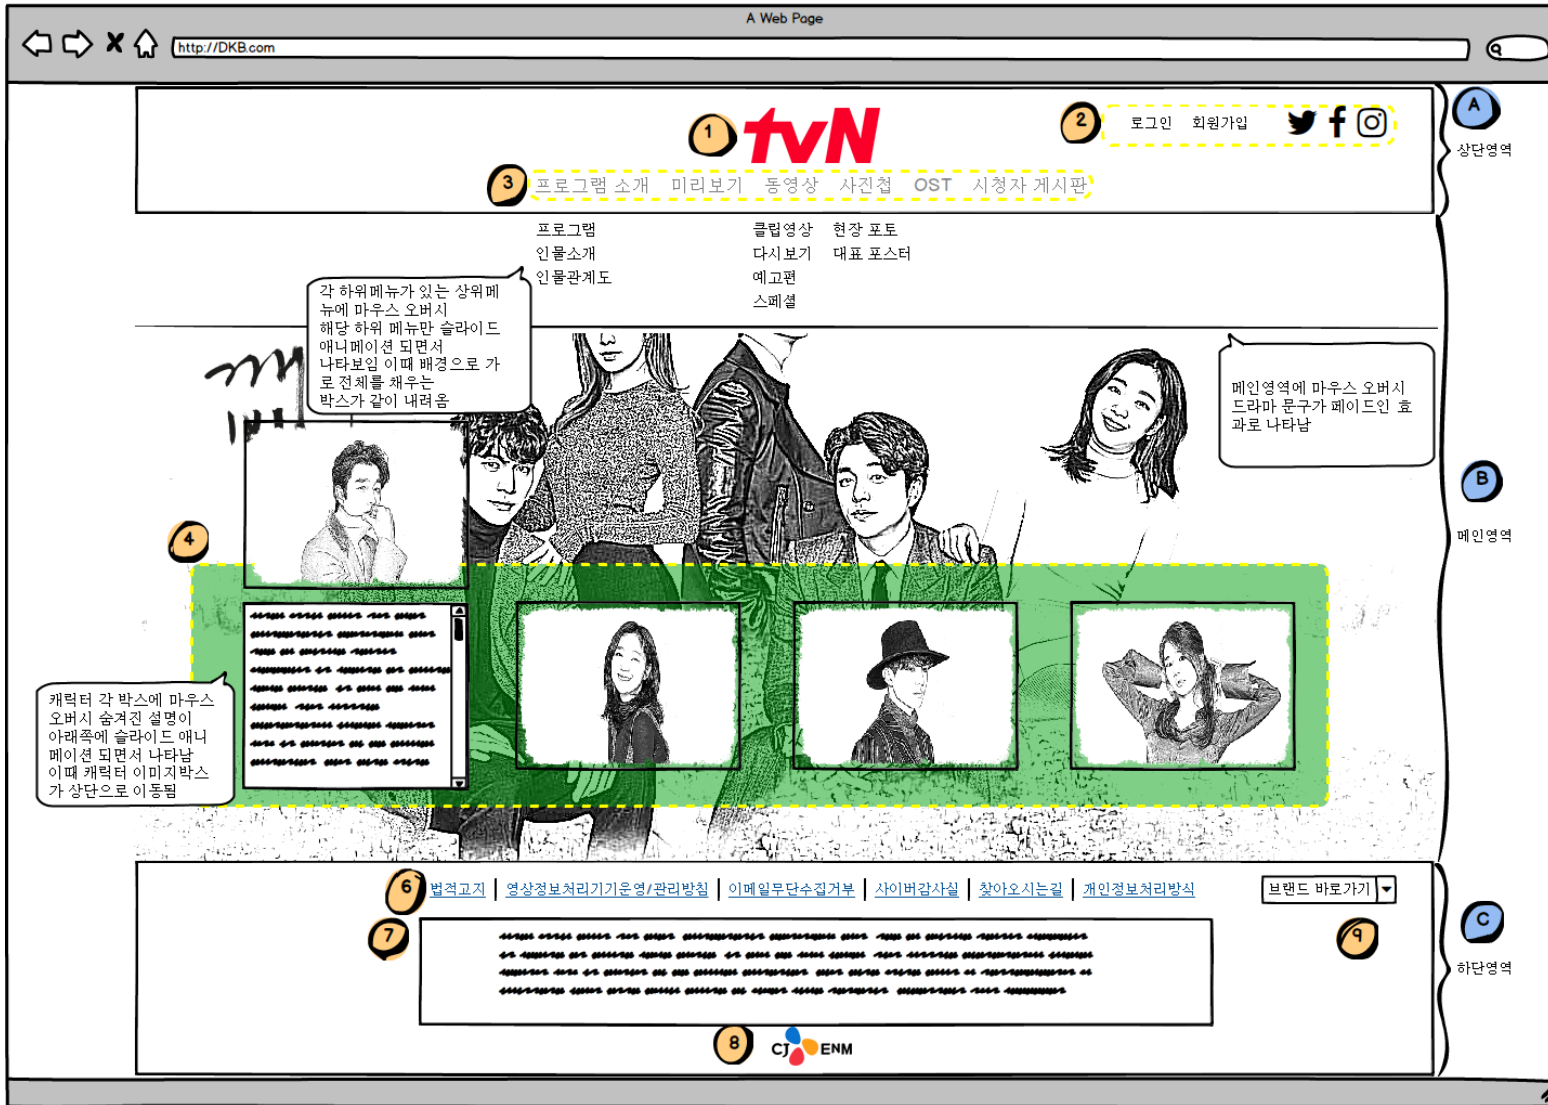 A Web Page
http://DKB.com
1
tvN
2
로그인 회원가입
A
상단영역
3
프로그램 소개 미리보기 동영상 사진첩 OST 시청자 게시판
프로그램
인물소개
인물관계도
클립영상
다시보기
예고편
스페셜
현장 포토
대표 포스터
각 하위메뉴가 있는 상위메
뉴에 마우스 오버시
해당 하위 메뉴만 슬라이드
애니메이션 되면서
나타보임 이때 배경으로 가
로 전체를 채우는
박스가 같이 내려옴
메인영역에 마우스 오버시
드라마 문구가 페이드인 효
과로 나타남
B
메인영역
4
캐릭터 각 박스에 마우스
오버시 숨겨진 설명이
아래쪽에 슬라이드 애니
메이션 되면서 나타남
이때 캐릭터 이미지박스
가 상단으로 이동됨
6
법적고지 | 영상정보처리기기운영/관리방침 | 이메일무단수집거부 | 사이버감사실 | 찾아오시는길 | 개인정보처리방식
브랜드 바로가기
7
9
C
하단영역
8
CJ ENM